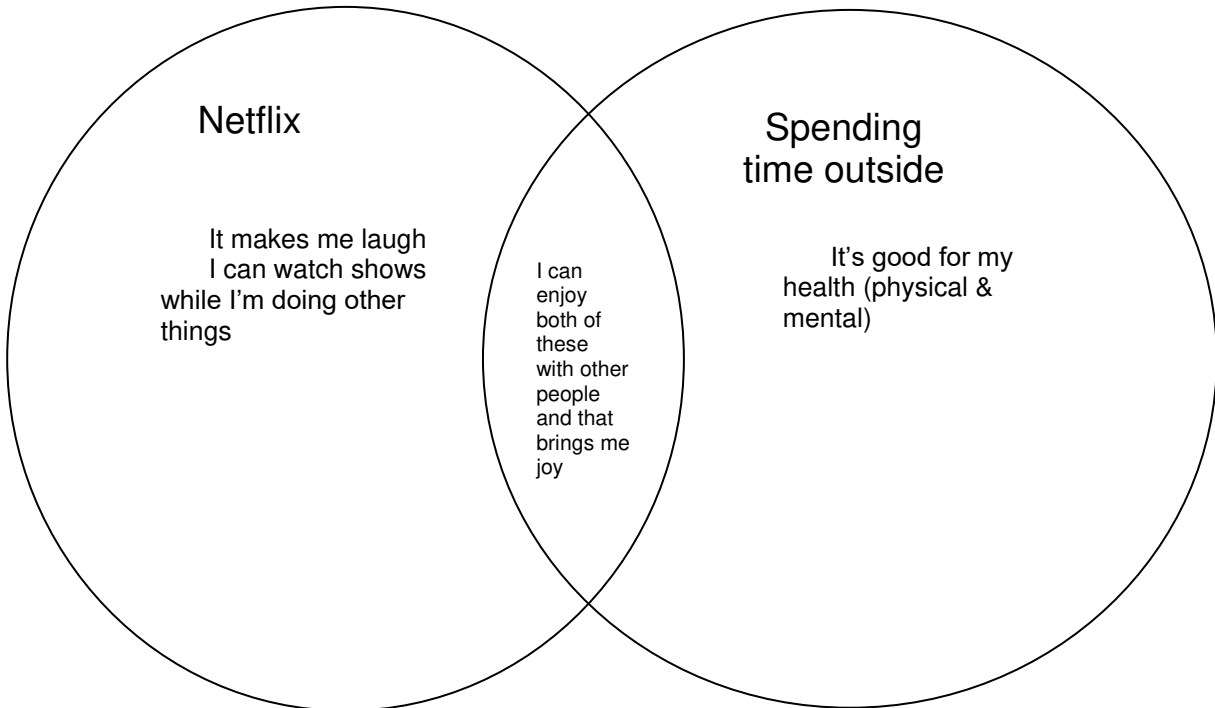 Netflix
It makes me laugh
I can watch shows
while I’m doing other
things
I can
enjoy
both of
these
with other
people
and that
brings me
joy
Spending
time outside
It’s good for my
health (physical &
mental)